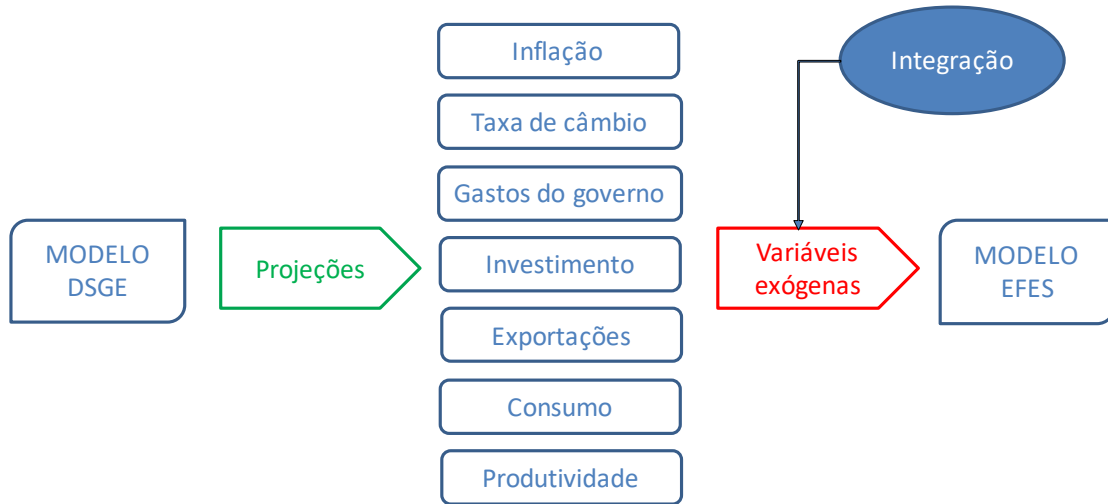 Inflação
Integração
Taxa de câmbio
Gastos do governo
MODELO
DSGE
Projeções
Investimento
Variáveis
exógenas
MODELO
EFES
Exportações
Consumo
Produtividade